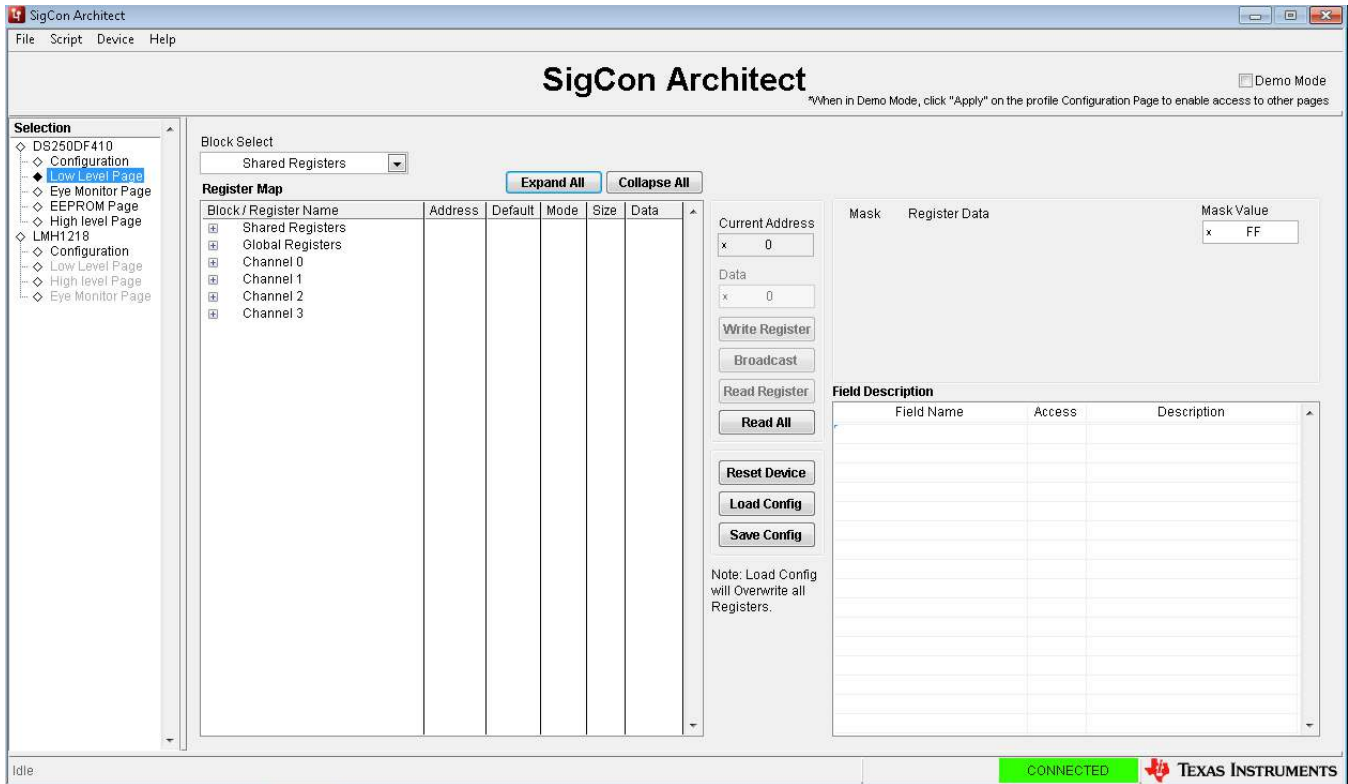 SigCon Architect
File Script Device Help
SigCon Architect
Demo Mode
*When in Demo Mode, click "Apply" on the profile Configuration Page to enable access to other pages
Selection
DS250DF410
Configuration
Low Level Page
Eye Monitor Page
EEPROM Page
High level Page
LMH1218
Configuration
Low Level Page
High level Page
Eye Monitor Page
Block Select
Shared Registers
Register Map
Expand All Collapse All
Block / Register Name Address Default Mode Size Data
Shared Registers
Global Registers
Channel 0
Channel 1
Channel 2
Channel 3
Current Address
x 0
Data
x 0
Write Register
Broadcast
Read Register
Read All
Reset Device
Load Config
Save Config
Note: Load Config
will Overwrite all
Registers.
Mask Register Data Mask Value
x FF
Field Description
Field Name Access Description
Idle CONNECTED TEXAS INSTRUMENTS